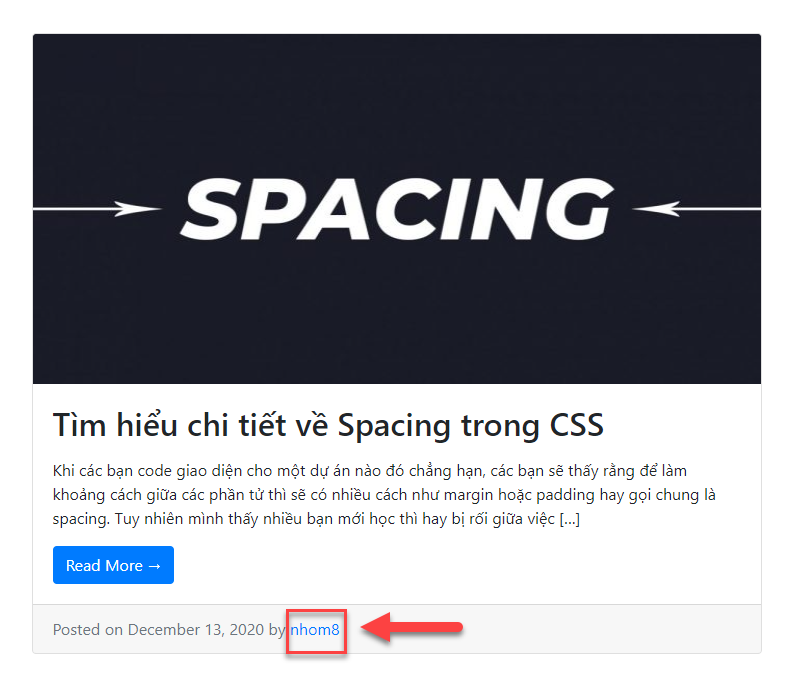 SPACING
Tìm hiểu chi tiết về Spacing trong CSS
Khi các bạn code giao diện cho một dự án nào đó chẳng hạn, các bạn sẽ thấy rằng để làm
khoảng cách giữa các phần tử thì sẽ có nhiều cách như margin hoặc padding hay gọi chung là
spacing. Tuy nhiên mình thấy nhiều bạn mới học thì hay bị rối giữa việc [...]
Read More →
Posted on December 13, 2020 by nhom8